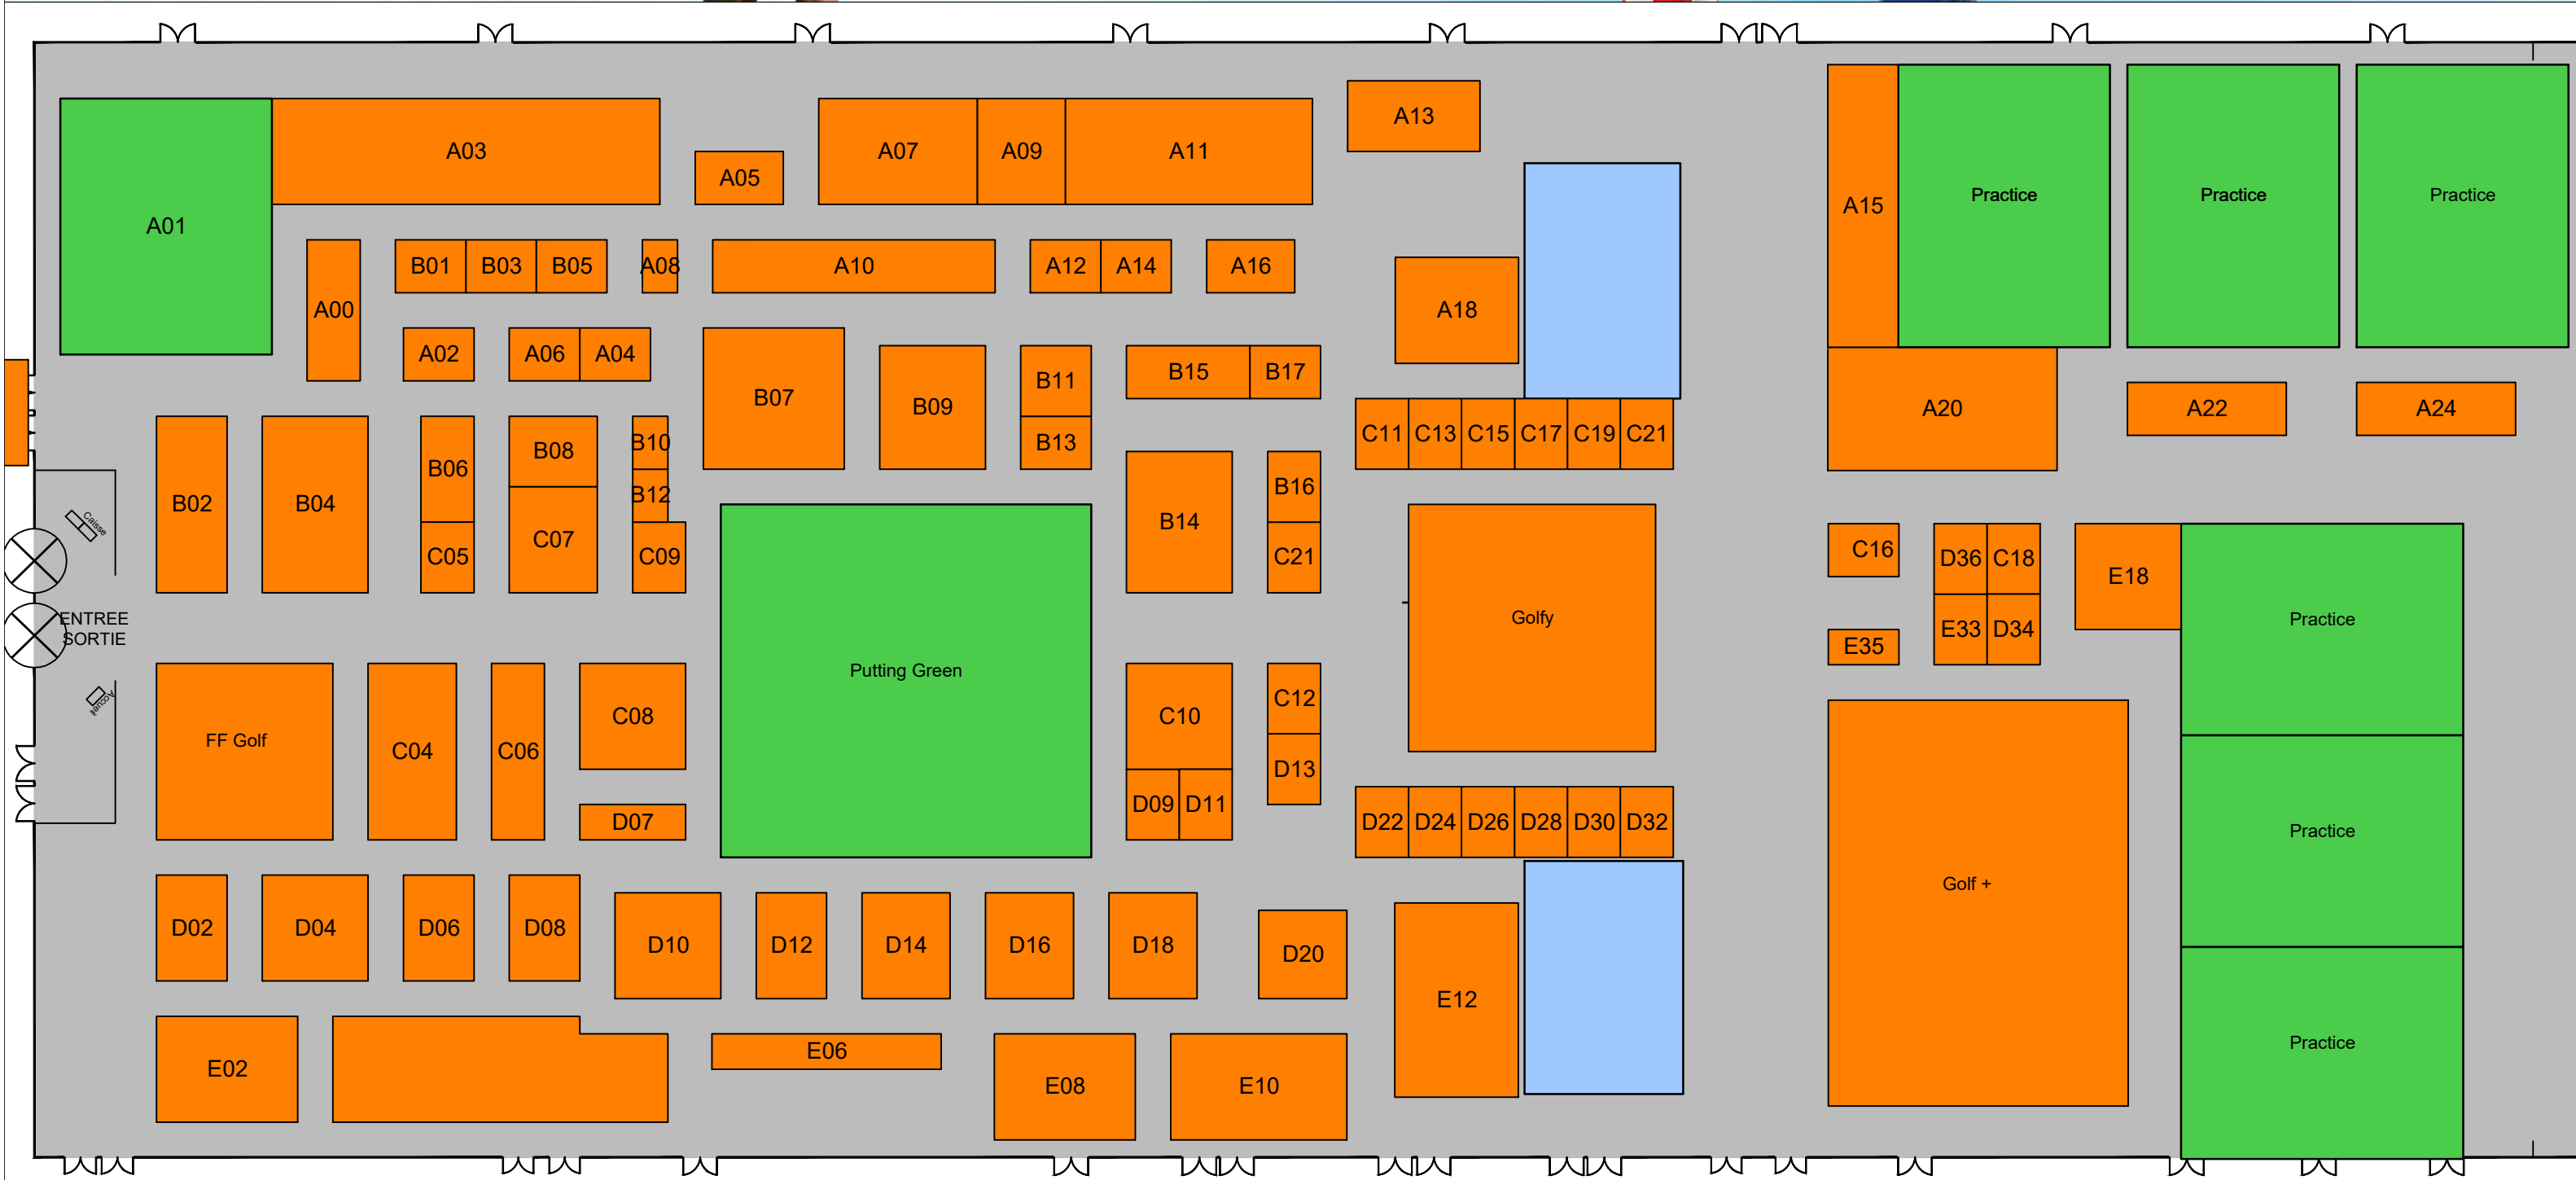 A13
A03
A07
A09
A11
A05
Practice
Practice
Practice
A15
A01
B01
B03
B05
A08
A10
A12
A14
A16
A00
A18
A02
A06
A04
B07
B09
B11
B15
B17
A20
A22
A24
B13
C11
C13
C15
C17
C19
C21
B02
B04
B06
B08
B10
B12
B14
B16
Caisse
C05
C07
C09
C21
C16
D36
C18
E18
ENTREE
SORTIE
Golfy
Practice
E35
E33
D34
Putting Green
Accueil
FF Golf
C04
C06
C08
C10
C12
D13
D07
D09
D11
D22
D24
D26
D28
D30
D32
Practice
Golf +
D02
D04
D06
D08
D10
D12
D14
D16
D18
D20
E12
E02
E06
E08
E10
Practice